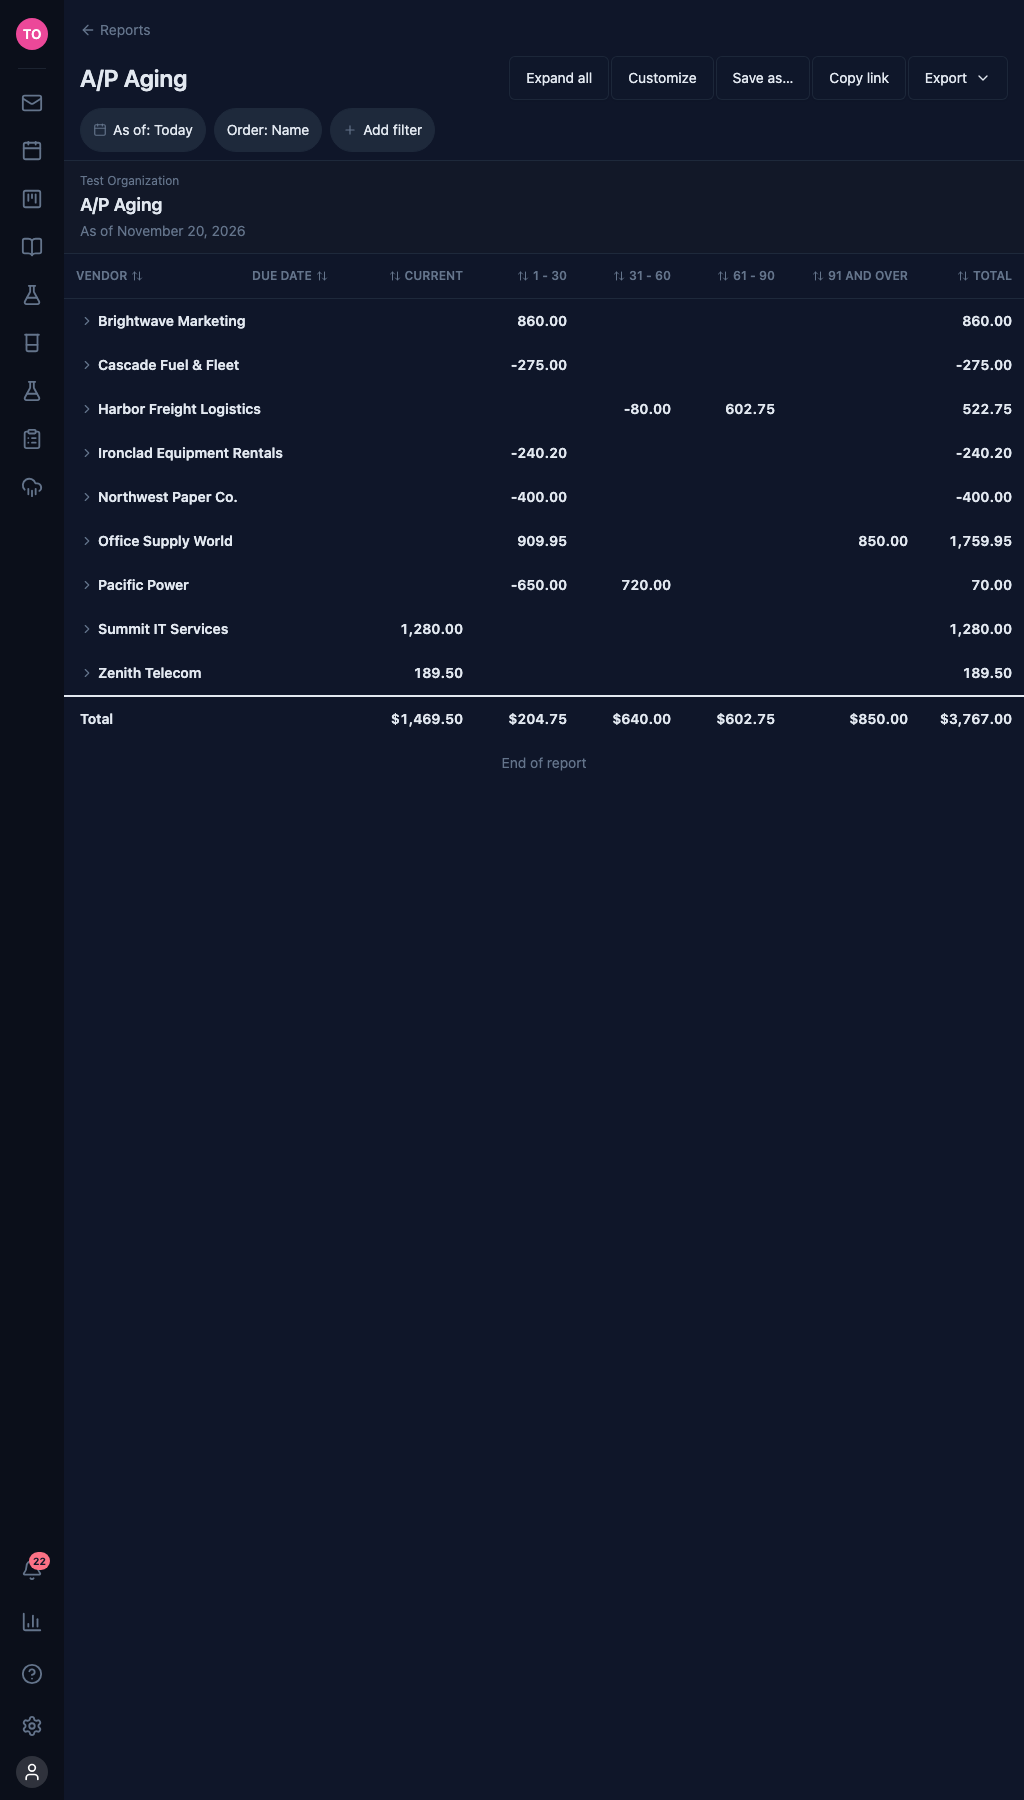 TO
Reports
A/P Aging
Expand all Customize Save as... Copy link Export
As of: Today Order: Name Add filter
Test Organization
A/P Aging
As of November 20, 2026
VENDOR DUE DATE CURRENT 1 - 30 31 - 60 61 - 90 91 AND OVER TOTAL
Brightwave Marketing 860.00 860.00
Cascade Fuel & Fleet -275.00 -275.00
Harbor Freight Logistics -80.00 602.75 522.75
Ironclad Equipment Rentals -240.20 -240.20
Northwest Paper Co. -400.00 -400.00
Office Supply World 909.95 850.00 1,759.95
Pacific Power -650.00 720.00 70.00
Summit IT Services 1,280.00 1,280.00
Zenith Telecom 189.50 189.50
Total $1,469.50 $204.75 $640.00 $602.75 $850.00 $3,767.00
End of report
22